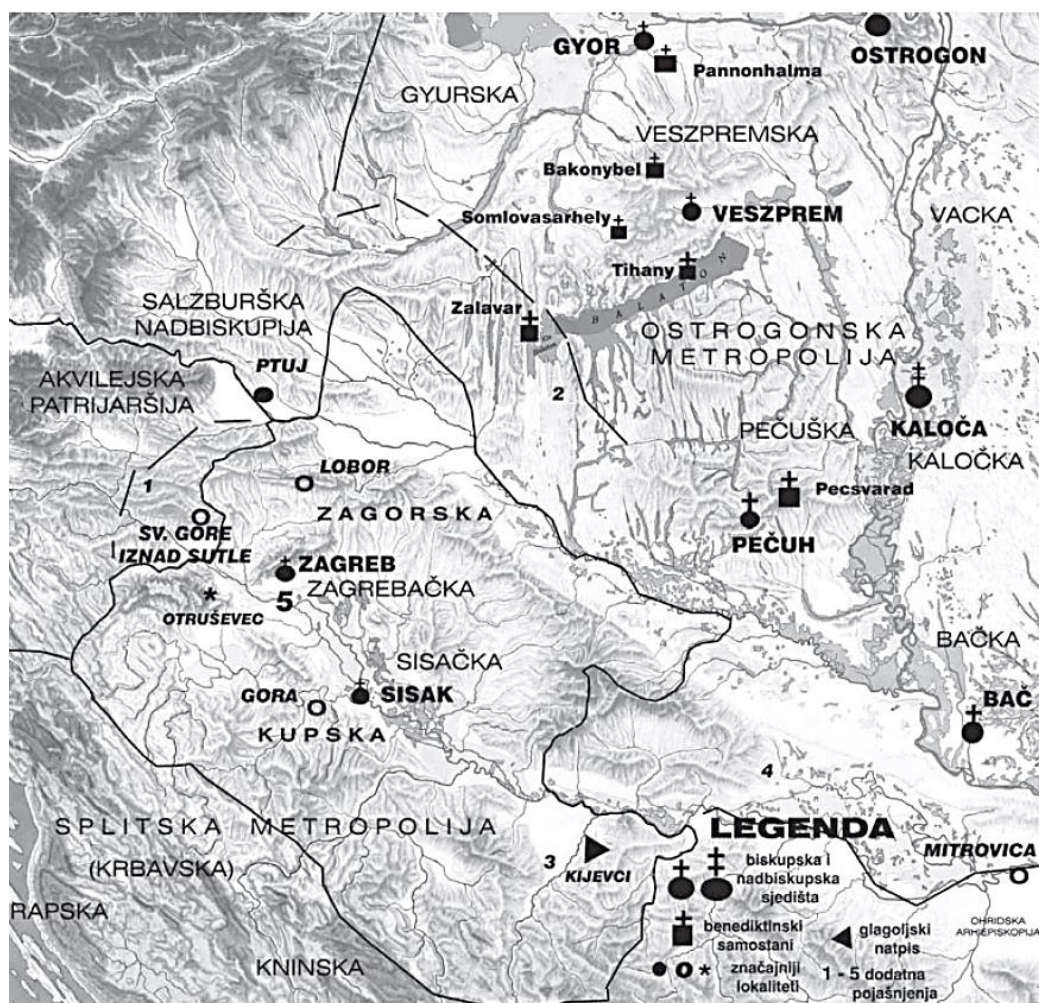 GYOR
OSTROGON
Pannonhalma
GYURSKA
VESZPREMSKA
Bakonybel
Somlovasarhely
VESZPREM
VACKA
Tihany
BALATON
Zalavar
SALZBURŠKA
NADBISKUPIJA
OSTROGONSKA
METROPOLIJA
PTUJ
AKVILEJSKA
PATRIJARŠIJA
2
KALOČA
PEČUŠKA
KALOČKA
LOBOR
1
Pecsvarad
ZAGORSKA
SV. GORE
IZNAD SUTLE
PEČUH
ZAGREB
ZAGREBAČKA
5
*
OTRUŠEVEC
BAČKA
SISAČKA
GORA
SISAK
BAČ
KUPSKA
4
SPLITSKA METROPOLIJA
(KRBAVSKA)
3
KIJEVCI
RAPSKA
KNINSKA
MITROVICA
OHRIDSKA
ARHIEPISKOPIJA
LEGENDA
biskupska i
nadbiskupska
sjedišta
benediktinski
samostani
glagoljski
natpis
*
značajniji
lokaliteti
1 - 5 dodatna
pojašnjenja